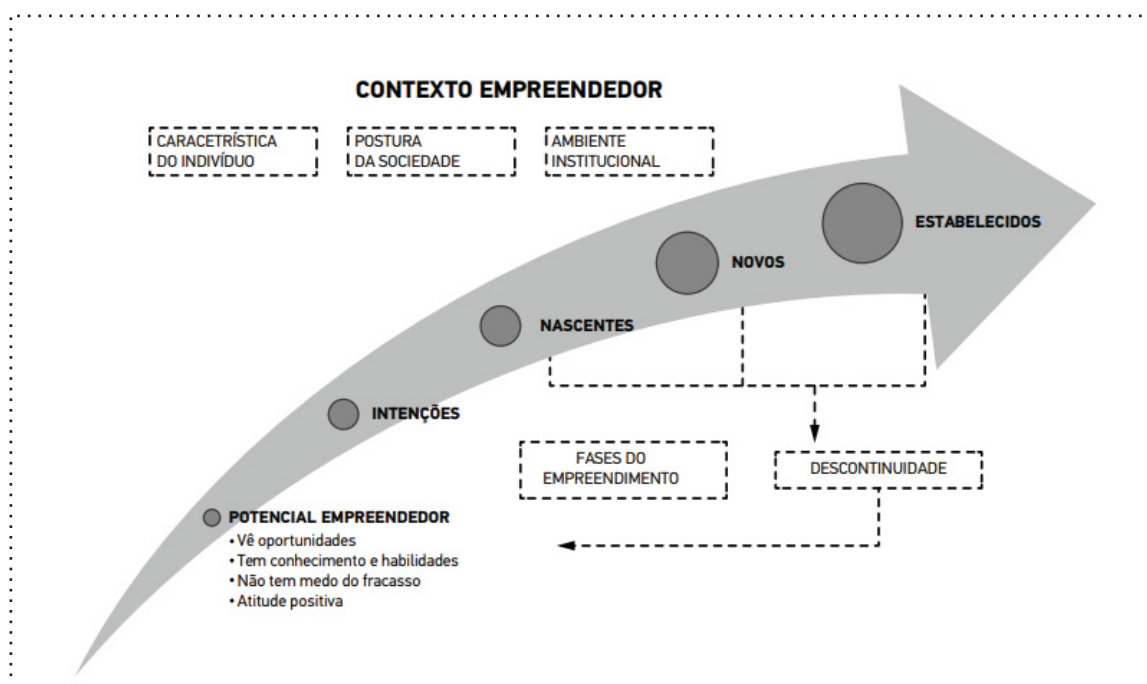 CONTEXTO EMPREENDEDOR
CARACETRÍSTICA
DO INDIVÍDUO
POSTURA
DA SOCIEDADE
AMBIENTE
INSTITUCIONAL
ESTABELECIDOS
NOVOS
NASCENTES
INTENÇÕES
FASES DO
EMPREENDIMENTO
DESCONTINUIDADE
POTENCIAL EMPREENDEDOR
• Vê oportunidades
• Tem conhecimento e habilidades
• Não tem medo do fracasso
• Atitude positiva